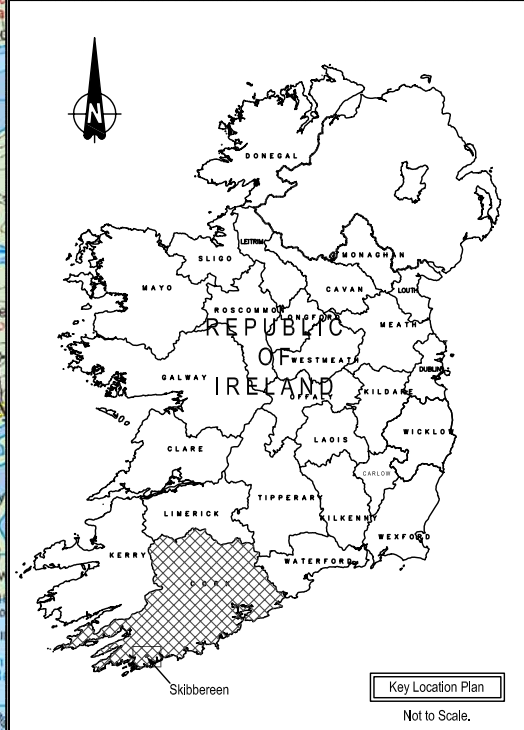 N
DONEGAL
LEITRIM
SLIGO
MONAGHAN
MAYO
CAVAN
LOUTH
ROSCOMMON
LONGFORD
MEATH
REPUBLIC
OF
IRELAND
WESTMEATH
GALWAY
DUBLIN
OFFALY
KILDARE
LAOIS
WICKLOW
CLARE
CARLOW
TIPPERARY
LIMERICK
KILKENNY
WEXFORD
KERRY
WATERFORD
CORK
Skibbereen
Key Location Plan
Not to Scale.